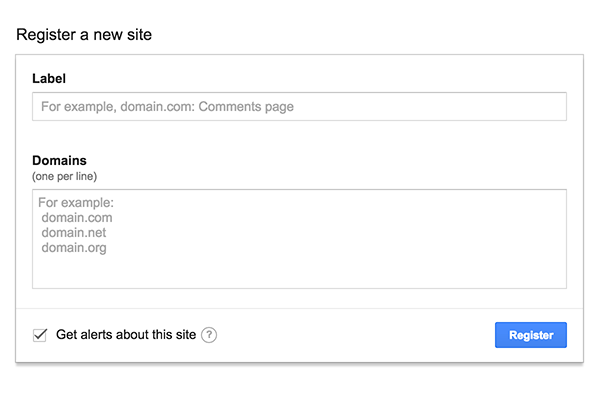 Register a new site
Label
For example, domain.com: Comments page
Domains
(one per line)
For example:
domain.com
domain.net
domain.org
Get alerts about this site ?
Register